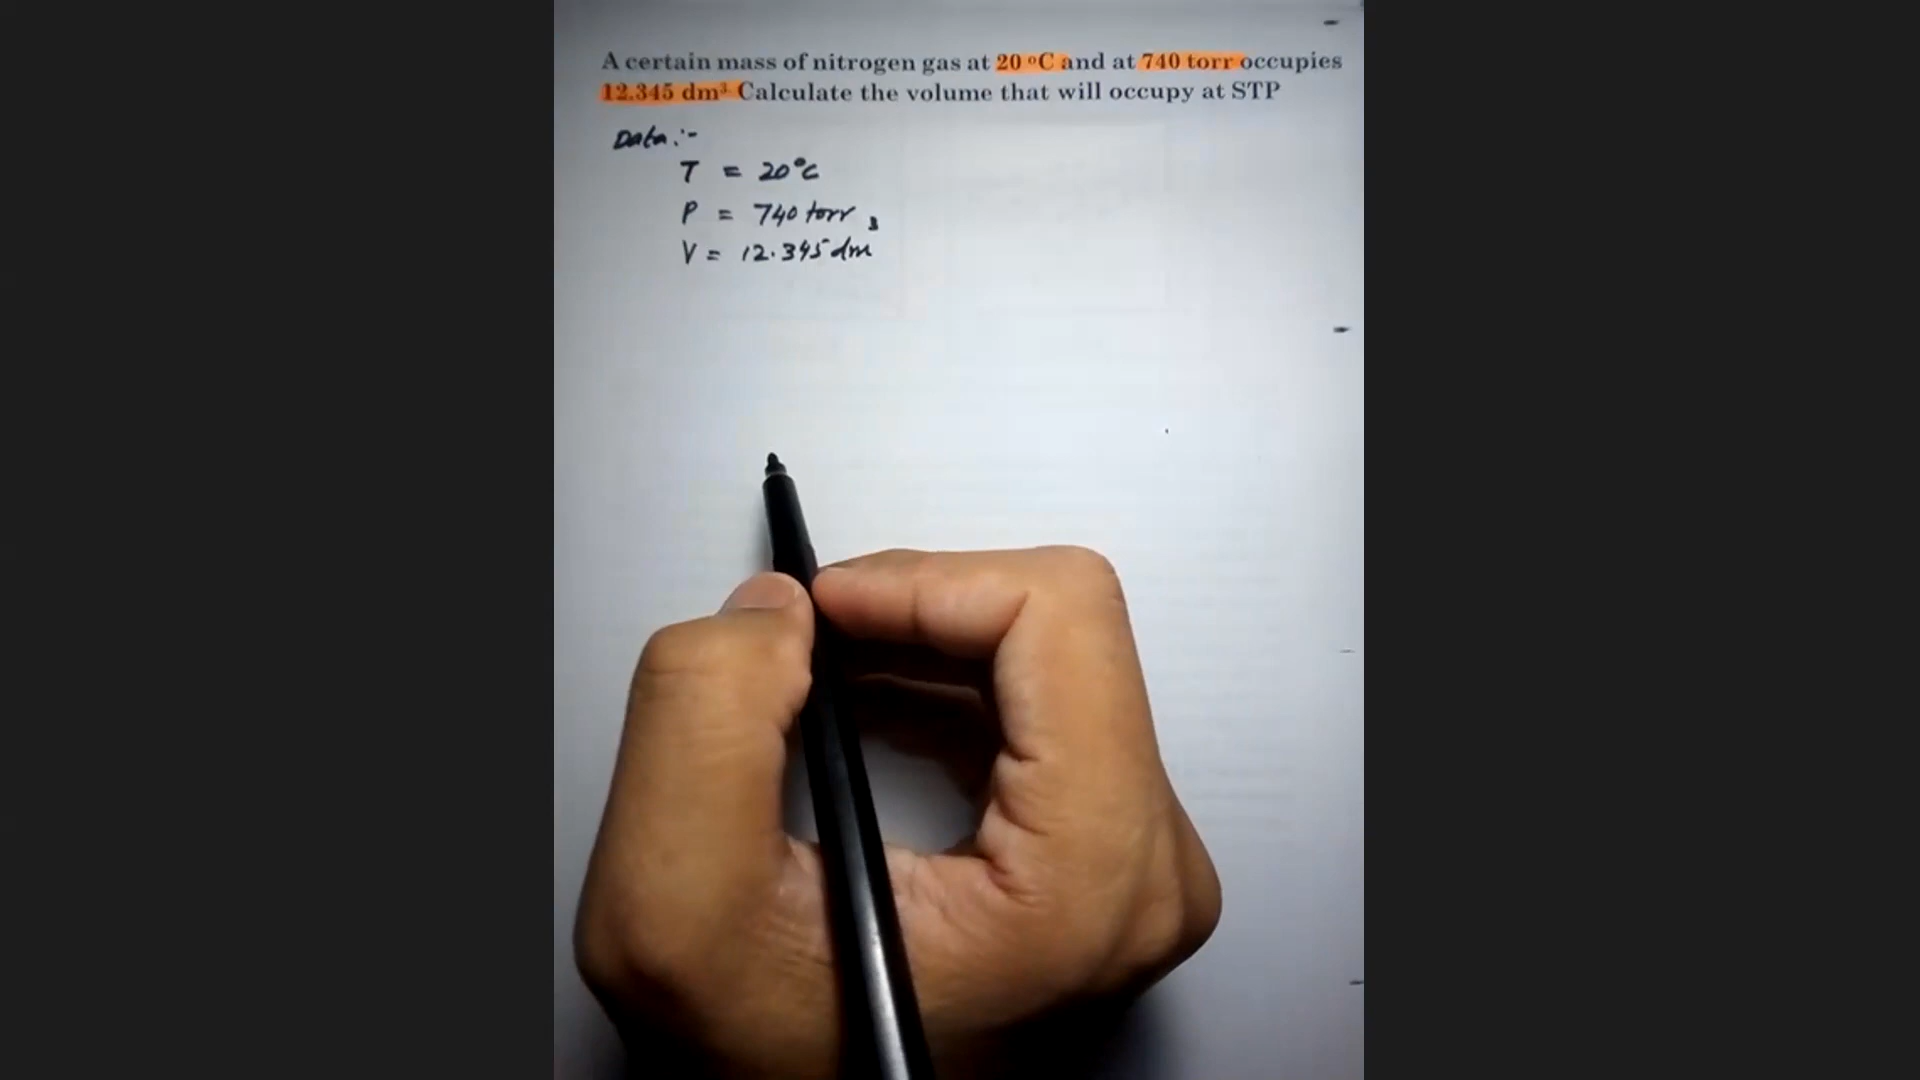 A certain mass of nitrogen gas at 20 °C and at 740 torr occupies
12.345 dm³ Calculate the volume that will occupy at STP
Data :-
T = 20°C
P = 740 torr
V = 12.345 dm³